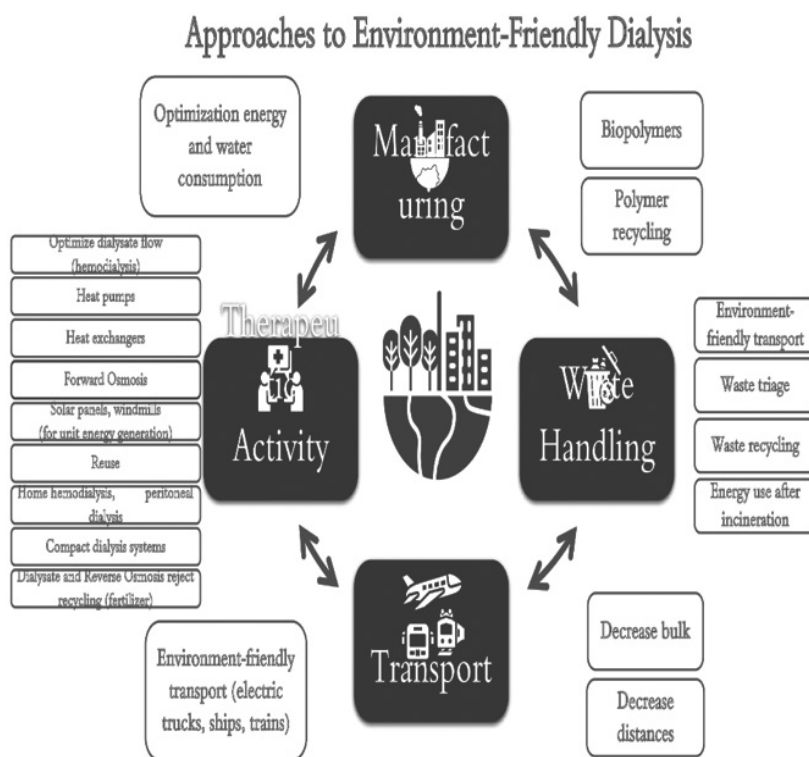 Approaches to Environment-Friendly Dialysis
Optimization energy
and water
consumption
Manufact
uring
Biopolymers
Polymer
recycling
Optimize dialysate flow
(hemocialysis)
Heat pumps
Heat exchangers
Forward Osmosis
Solar panels, windmills
(for unit energy generation)
Reuse
Home hemodialysis, peritoneal
dialysis
Compact dialysis systems
Dialysate and Reverse Osmosis reject
recycling (fertilizer)
Therapeu
tic
Activity
Waste
Handling
Environment-
friendly transport
Waste triage
Waste recycling
Energy use after
incineration
Transport
Environment-friendly
transport (electric
trucks, ships, trains)
Decrease bulk
Decrease
distances